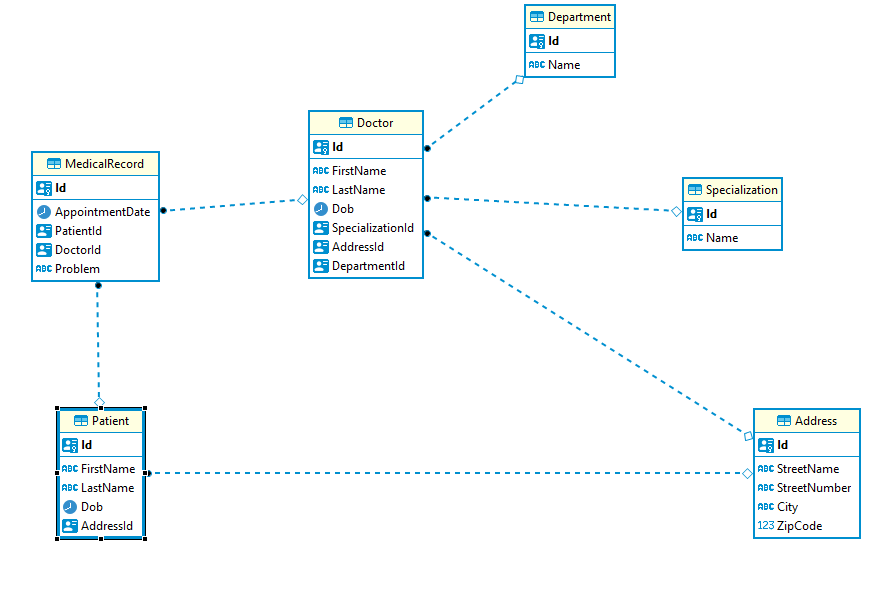 Department
Id
ABC Name
Doctor
Id
ABC FirstName
ABC LastName
Dob
SpecializationId
AddressId
DepartmentId
MedicalRecord
Id
AppointmentDate
PatientId
DoctorId
ABC Problem
Specialization
Id
ABC Name
Patient
Id
ABC FirstName
ABC LastName
Dob
AddressId
Address
Id
ABC StreetName
ABC StreetNumber
ABC City
123 ZipCode